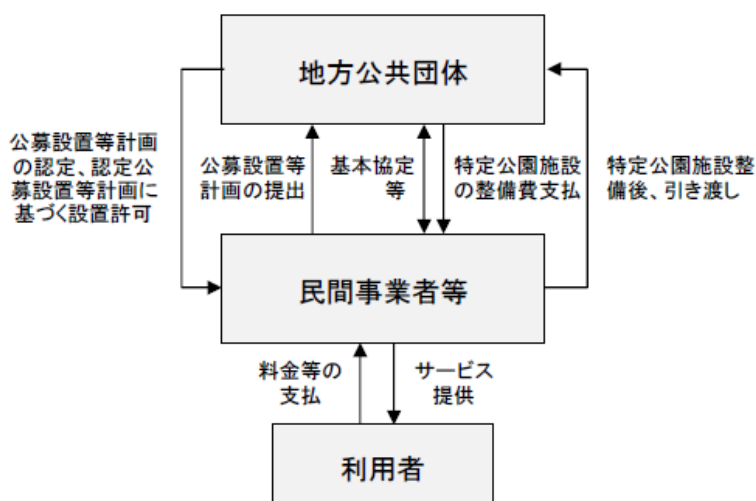 地方公共団体
公募設置等計画
の認定、認定公
募設置等計画に
基づく設置許可
公募設置等
計画の提出
基本協定
等
特定公園施設
の整備費支払
特定公園施設整
備後、引き渡し
民間事業者等
料金等の
支払
サービス
提供
利用者